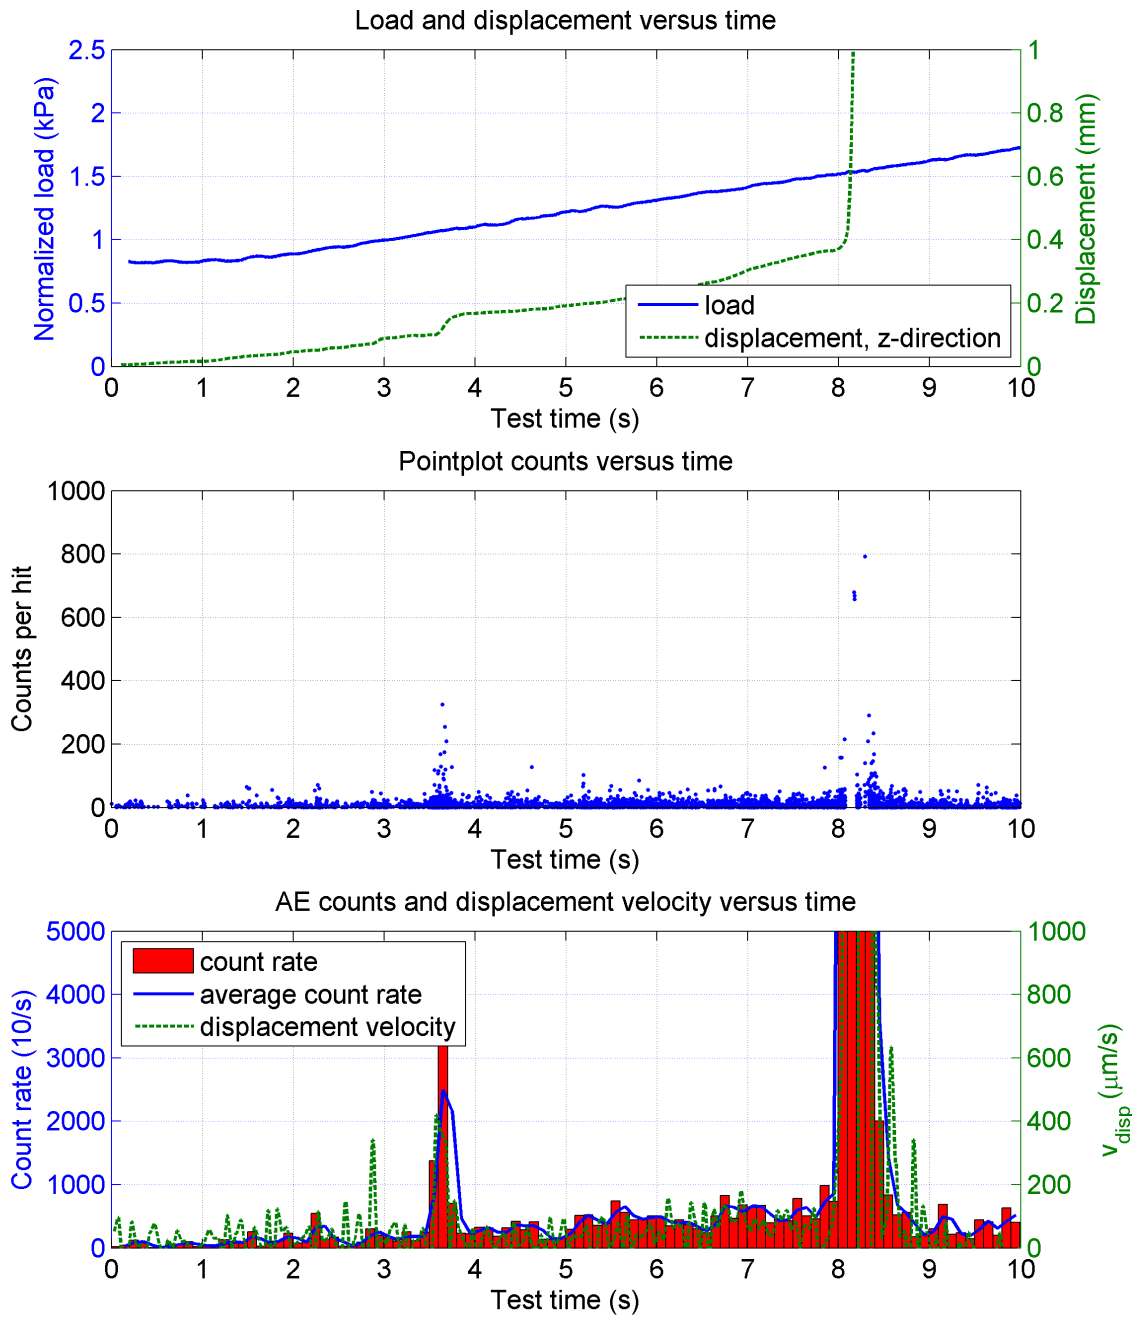 Load and displacement versus time
Normalized load (kPa)
2.5
2
1.5
1
0.5
0
1
0.8
0.6
0.4
0.2
0
Displacement (mm)
load
displacement, z-direction
0 1 2 3 4 5 6 7 8 9 10
Test time (s)
Pointplot counts versus time
Counts per hit
1000
800
600
400
200
0
0 1 2 3 4 5 6 7 8 9 10
Test time (s)
AE counts and displacement velocity versus time
Count rate (10/s)
5000
4000
3000
2000
1000
0
count rate
average count rate
displacement velocity
1000
800
600
400
200
0
v_disp (μm/s)
0 1 2 3 4 5 6 7 8 9 10
Test time (s)